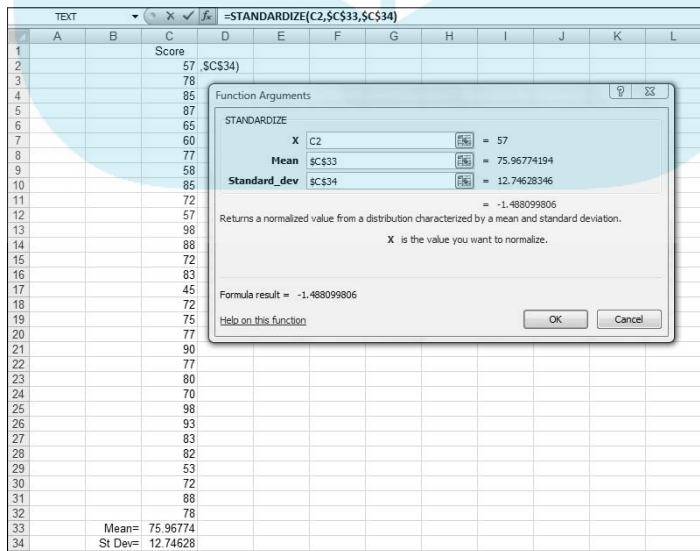 TEXT =STANDARDIZE(C2,$C$33,$C$34)
A B C D E F G H I J K L
1 Score
2 57 ,$C$34)
3 78
4 85
5 87
6 65
7 60
8 77
9 58
10 85
11 72
12 57
13 98
14 88
15 72
16 83
17 45
18 72
19 75
20 77
21 90
22 77
23 80
24 70
25 98
26 93
27 83
28 82
29 53
30 72
31 88
32 78
33 Mean= 75.96774
34 St Dev= 12.74628
Function Arguments
STANDARDIZE
X C2 = 57
Mean $C$33 = 75.96774194
Standard_dev $C$34 = 12.74628346
= -1.488099806
Returns a normalized value from a distribution characterized by a mean and standard deviation.
X is the value you want to normalize.
Formula result = -1.488099806
Help on this function OK Cancel